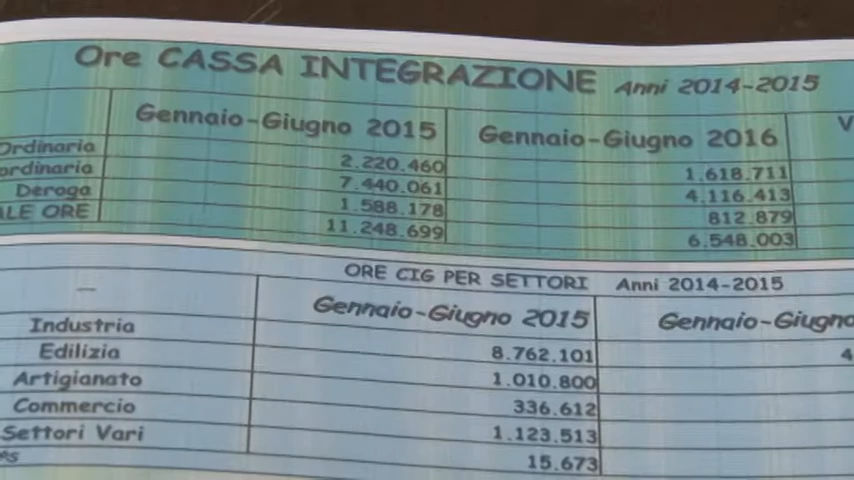 Ore CASSA INTEGRAZIONE Anni 2014-2015
Gennaio-Giugno 2015 Gennaio-Giugno 2016 V
Ordinaria 2.220.460 1.618.711
ordinaria 7.440.061 4.116.413
Deroga 1.588.178 812.879
ALE ORE 11.248.699 6.548.003
ORE CIG PER SETTORI Anni 2014-2015
Gennaio-Giugno 2015 Gennaio-Giugno
Industria 8.762.101 4
Edilizia 1.010.800
Artigianato 336.612
Commercio 1.123.513
Settori Vari 15.673